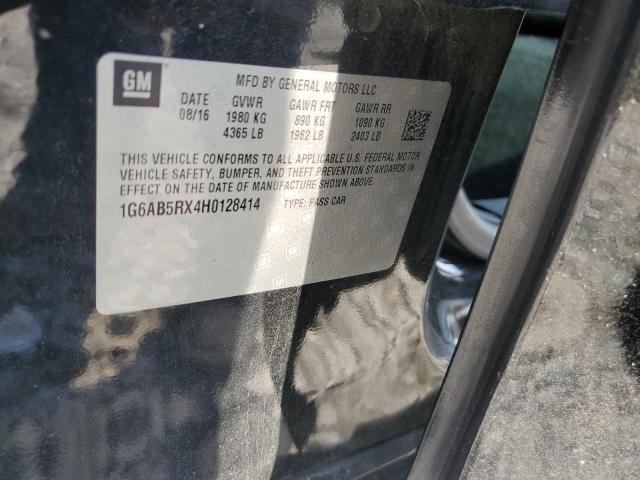 GM
MFD BY GENERAL MOTORS LLC
DATE GVWR GAWR FRT GAWR RR
08/16 1980 KG 890 KG 1090 KG
4365 LB 1962 LB 2403 LB
THIS VEHICLE CONFORMS TO ALL APPLICABLE U.S. FEDERAL MOTOR
VEHICLE SAFETY, BUMPER, AND THEFT PREVENTION STANDARDS IN
EFFECT ON THE DATE OF MANUFACTURE SHOWN ABOVE.
1G6AB5RX4H0128414 TYPE: PASS CAR